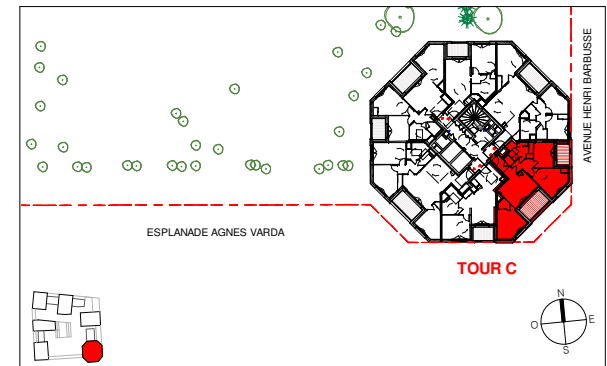 AVENUE HENRI BARBUSSE
ESPLANADE AGNES VARDA
TOUR C
N
O E
S